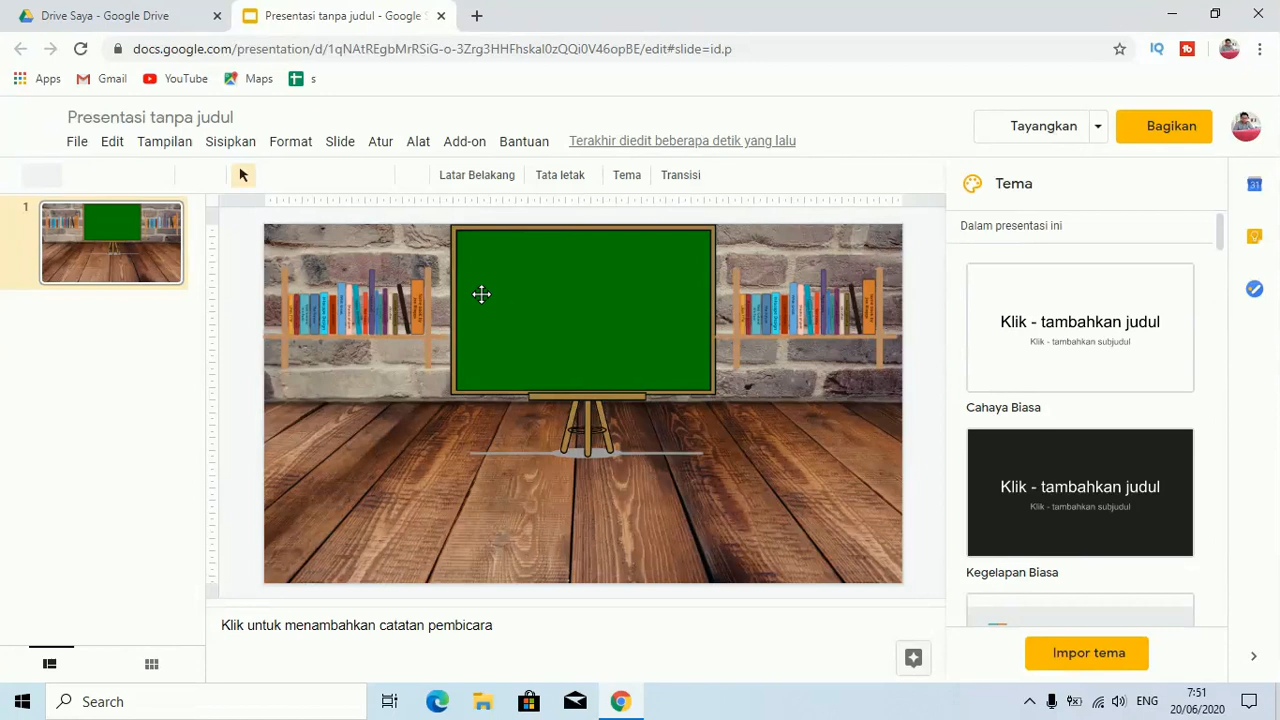 Drive Saya - Google Drive
Presentasi tanpa judul - Google S
docs.google.com/presentation/d/1qNAtREgbMrRSiG-o-3Zrg3HHFhskal0zQQi0V46opBE/edit#slide=id.p
Apps Gmail YouTube Maps s
Presentasi tanpa judul
File Edit Tampilan Sisipkan Format Slide Atur Alat Add-on Bantuan Terakhir diedit beberapa detik yang lalu
Tayangkan
Bagikan
Latar Belakang Tata letak Tema Transisi
Tema
1
Dalam presentasi ini
Klik - tambahkan judul
Klik - tambahkan subjudul
Cahaya Biasa
Klik - tambahkan judul
Klik - tambahkan subjudul
Kegelapan Biasa
Klik untuk menambahkan catatan pembicara
Impor tema
Search
ENG
7:51
20/06/2020